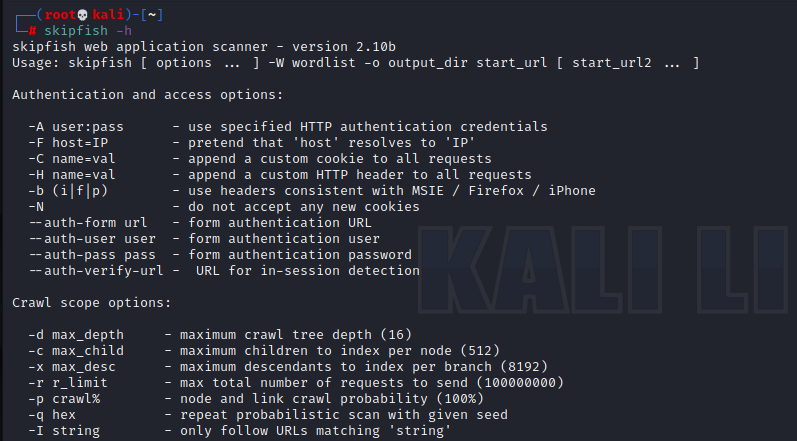 ┌──(root💀kali)-[~]
└─# skipfish -h
skipfish web application scanner - version 2.10b
Usage: skipfish [ options ... ] -W wordlist -o output_dir start_url [ start_url2 ... ]

Authentication and access options:

  -A user:pass      - use specified HTTP authentication credentials
  -F host=IP        - pretend that 'host' resolves to 'IP'
  -C name=val       - append a custom cookie to all requests
  -H name=val       - append a custom HTTP header to all requests
  -b (i|f|p)        - use headers consistent with MSIE / Firefox / iPhone
  -N                - do not accept any new cookies
  --auth-form url   - form authentication URL
  --auth-user user  - form authentication user
  --auth-pass pass  - form authentication password
  --auth-verify-url -  URL for in-session detection
KALI LI

Crawl scope options:

  -d max_depth     - maximum crawl tree depth (16)
  -c max_child     - maximum children to index per node (512)
  -x max_desc      - maximum descendants to index per branch (8192)
  -r r_limit       - max total number of requests to send (100000000)
  -p crawl%        - node and link crawl probability (100%)
  -q hex           - repeat probabilistic scan with given seed
  -I string        - only follow URLs matching 'string'